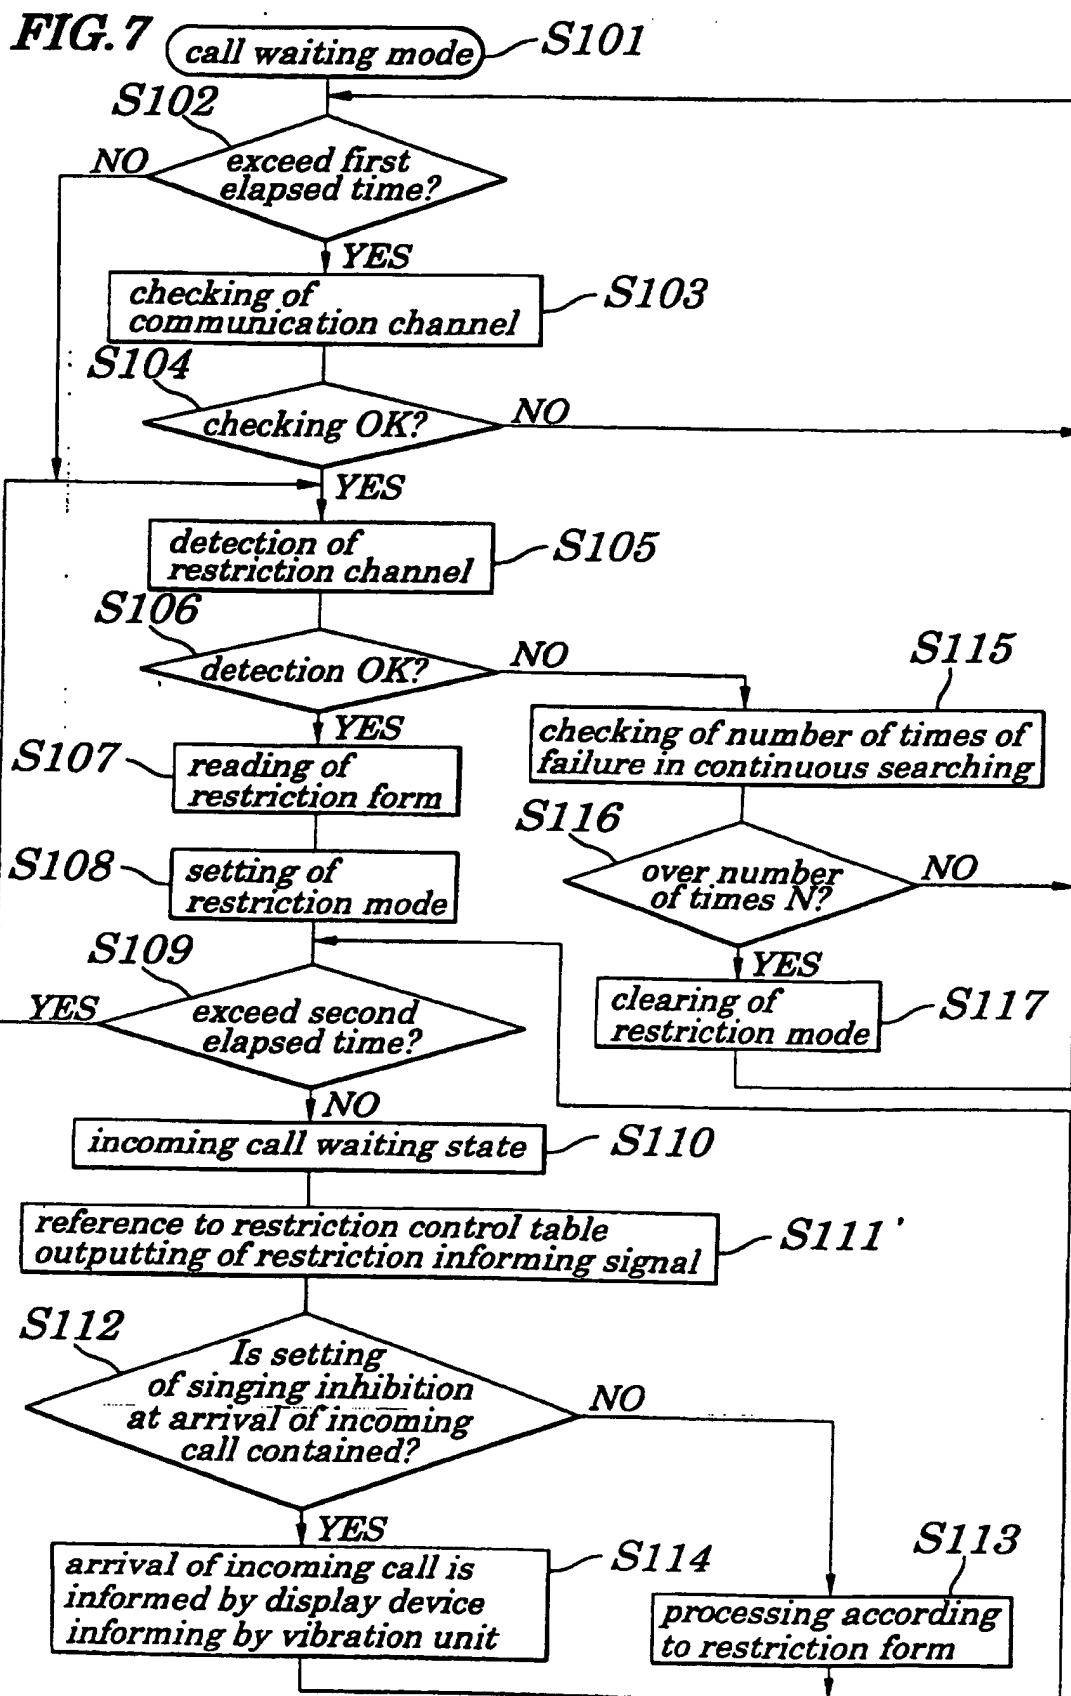 FIG.7
call waiting mode
S101
S102
exceed first
elapsed time?
NO
YES
checking of
communication channel
S103
S104
checking OK?
NO
YES
detection of
restriction channel
S105
S106
detection OK?
NO
YES
S115
checking of number of times of
failure in continuous searching
S107
reading of
restriction form
S116
over number
of times N?
NO
YES
S108
setting of
restriction mode
S117
clearing of
restriction mode
S109
exceed second
elapsed time?
YES
NO
incoming call waiting state
S110
reference to restriction control table
outputting of restriction informing signal
S111'
S112
Is setting
of singing inhibition
at arrival of incoming
call contained?
NO
YES
arrival of incoming call is
informed by display device
informing by vibration unit
S114
S113
processing according
to restriction form